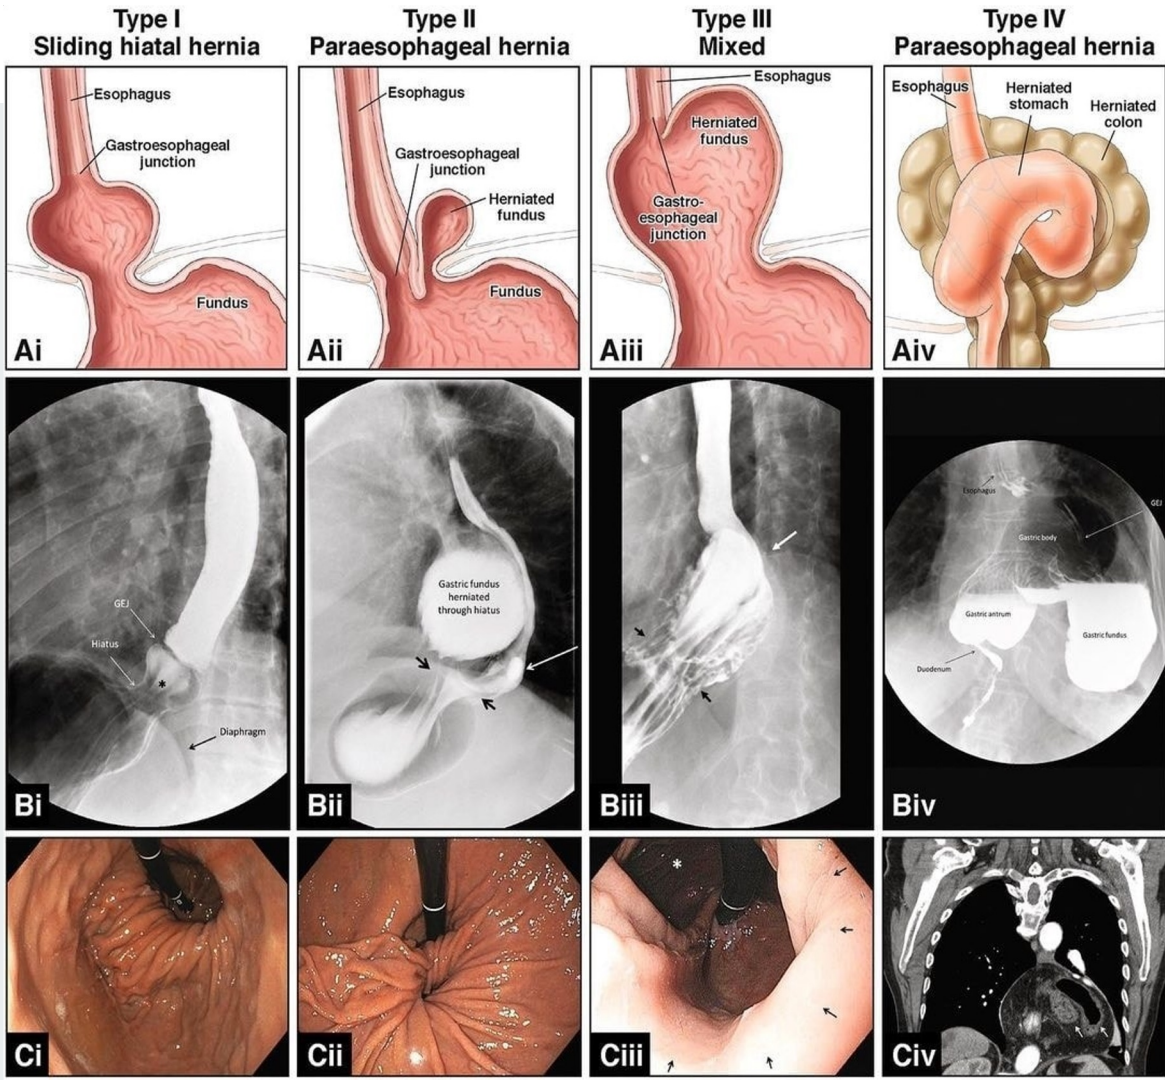 Type I
Sliding hiatal hernia
Type II
Paraesophageal hernia
Type III
Mixed
Type IV
Paraesophageal hernia
Esophagus
Gastroesophageal
junction
Fundus
Ai
Esophagus
Gastroesophageal
junction
Herniated
fundus
Fundus
Aii
Esophagus
Herniated
fundus
Gastro-
esophageal
junction
Aiii
Esophagus
Herniated
stomach
Herniated
colon
Aiv
GEJ
Hiatus
*
Diaphragm
Bi
Gastric fundus
herniated
through hiatus
Bii
Biii
Esophagus
GEJ
Gastric body
Gastric antrum
Gastric fundus
Duodenum
Biv
Ci
Cii
*
Ciii
Civ